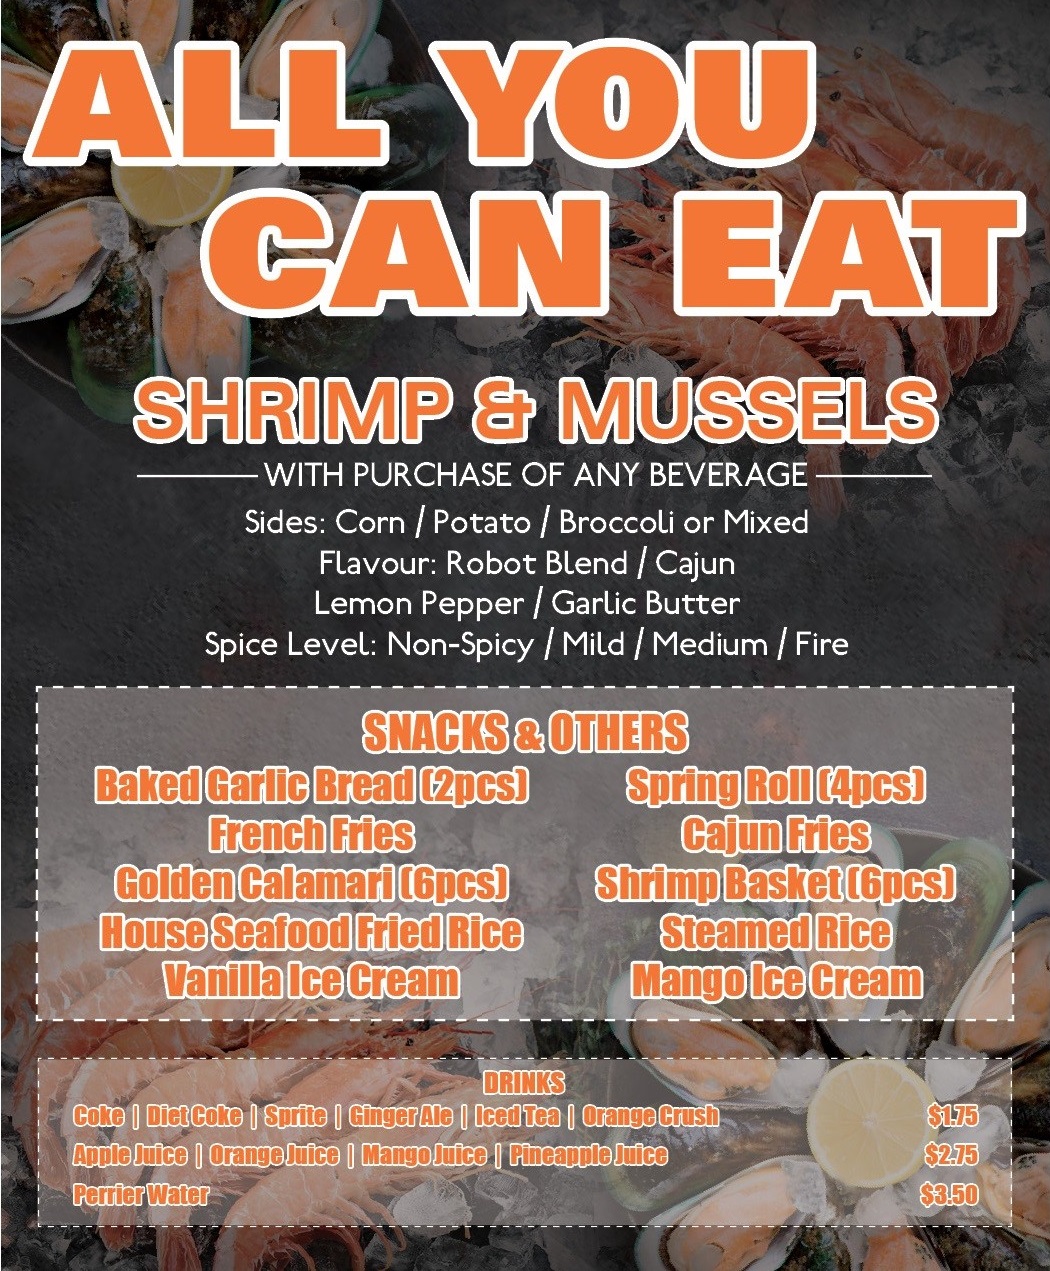 ALL YOU
CAN EAT
SHRIMP & MUSSELS
WITH PURCHASE OF ANY BEVERAGE
Sides: Corn / Potato / Broccoli or Mixed
Flavour: Robot Blend / Cajun
Lemon Pepper / Garlic Butter
Spice Level: Non-Spicy / Mild / Medium / Fire
SNACKS & OTHERS
Baked Garlic Bread (2pcs) Spring Roll (4pcs)
French Fries Cajun Fries
Golden Calamari (6pcs) Shrimp Basket (6pcs)
House Seafood Fried Rice Steamed Rice
Vanilla Ice Cream Mango Ice Cream
DRINKS
Coke | Diet Coke | Sprite | Ginger Ale | Iced Tea | Orange Crush $1.75
Apple Juice | Orange Juice | Mango Juice | Pineapple Juice $2.75
Perrier Water $3.50